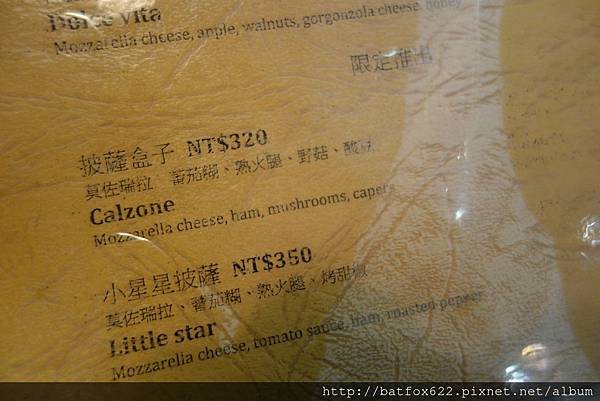 Dolce Vita
Mozzarella cheese, apple, walnuts, gorgonzola cheese, honey
限定推出
披薩盒子 NT$320
莫佐瑞拉 蕃茄糊、熟火腿、野菇、酸豆
Calzone
Mozzarella cheese, ham, mushrooms, capers
小星星披薩 NT$350
莫佐瑞拉、蕃茄糊、熟火腿、烤甜椒
Little star
Mozzarella cheese, tomato sauce, ham, roasted pepper
http://batfox622.pixnet.net/album